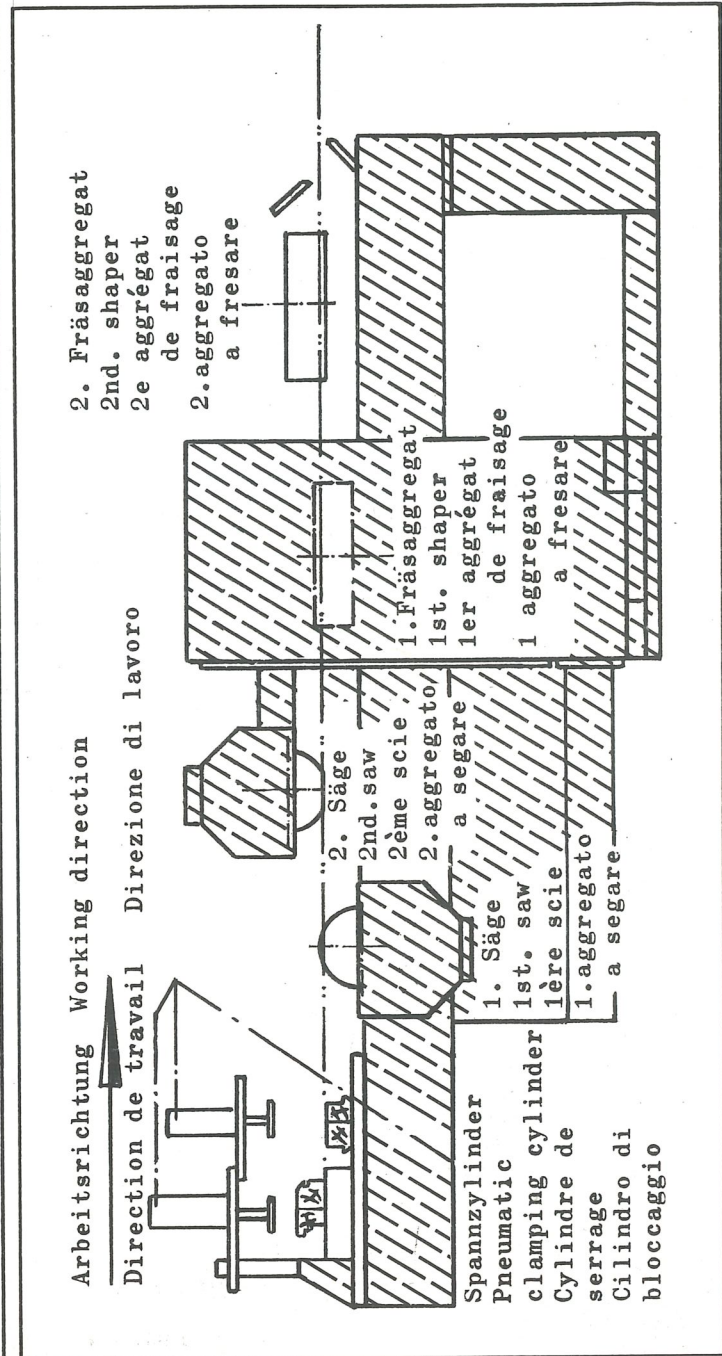 Arbeitsrichtung Working direction
Direction de travail Direzione di lavoro
2. Fräsaggregat
2nd. shaper
2e aggrégat
de fraisage
2.aggregato
a fresare
1.Fräsaggregat
1st. shaper
1er aggrégat
de fraisage
1 aggregato
a fresare
2. Säge
2nd.saw
2ème scie
2.aggregato
a segare
1. Säge
1st. saw
1ère scie
1.aggregato
a segare
Spannzylinder
Pneumatic
clamping cylinder
Cylindre de
serrage
Cilindro di
bloccaggio